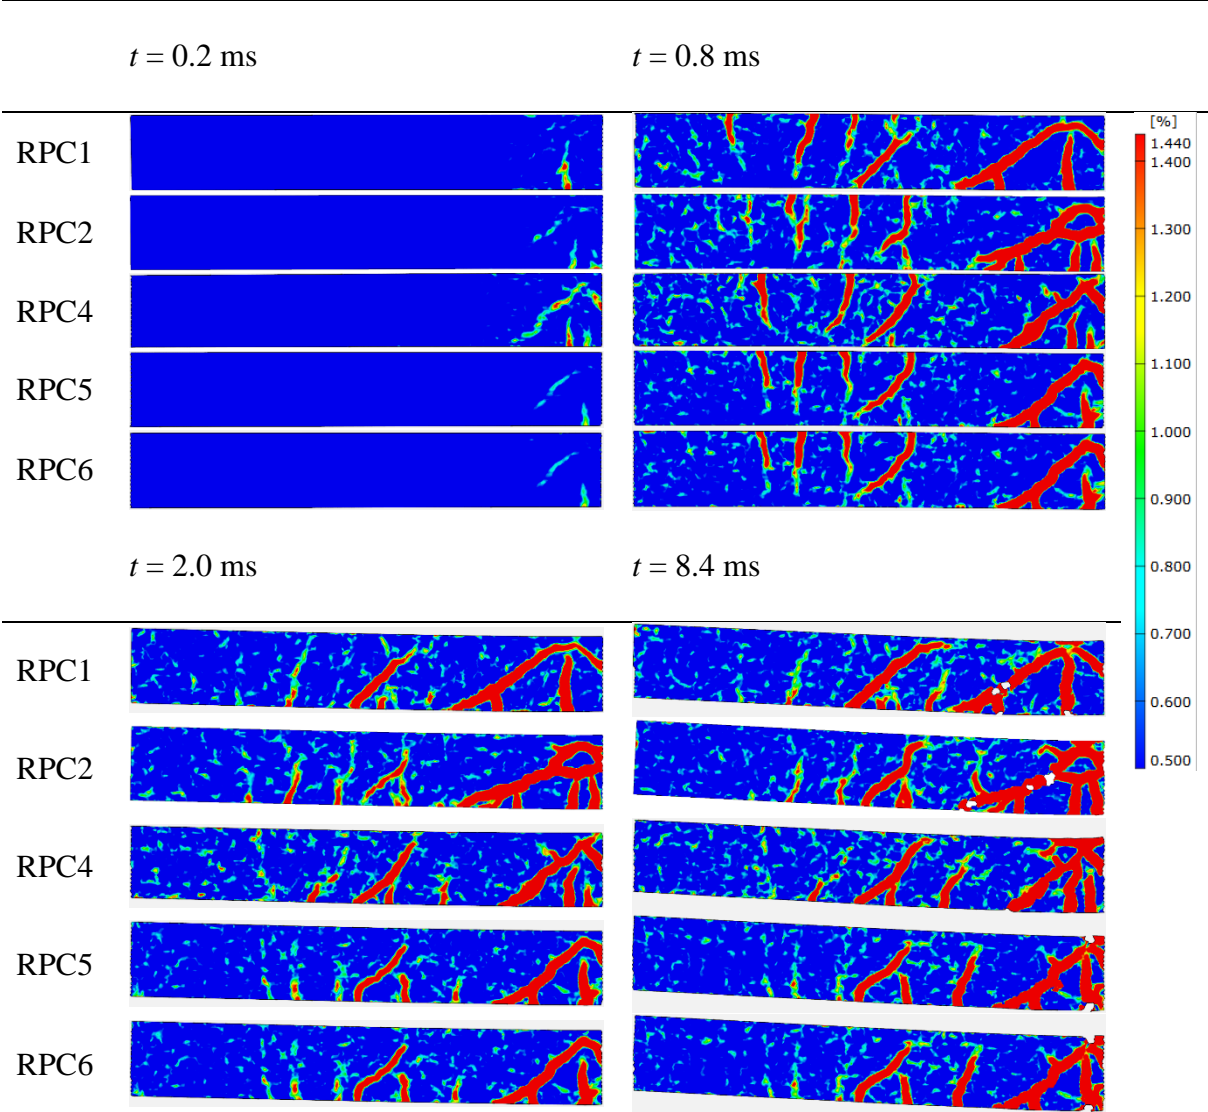 t = 0.2 ms t = 0.8 ms
RPC1
RPC2
RPC4
RPC5
RPC6
[%]
1.440
1.400
1.300
1.200
1.100
1.000
0.900
0.800
0.700
0.600
0.500
t = 2.0 ms t = 8.4 ms
RPC1
RPC2
RPC4
RPC5
RPC6